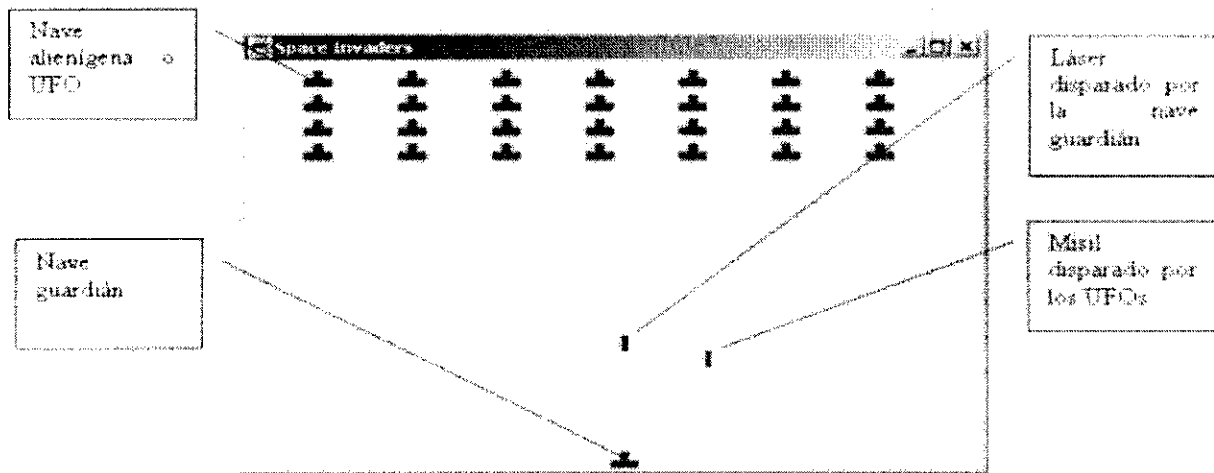 Nave
alienígena o
UFO
Space Invaders
Láser
disparado por
la nave
guardián
Nave
guardián
Misil
disparado por
los UFOs